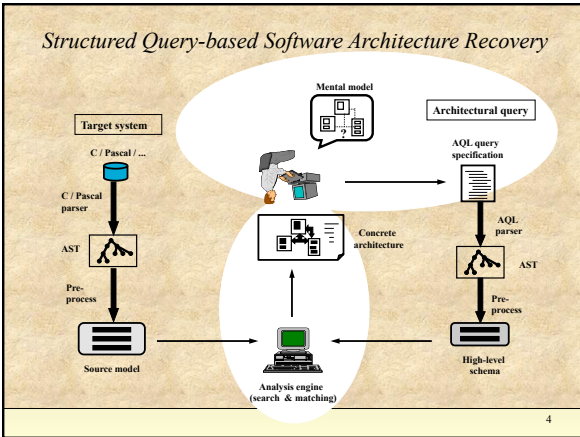 Structured Query-based Software Architecture Recovery
Mental model
?
Architectural query
Target system
C / Pascal / ...
AQL query
specification
C / Pascal
parser
AQL
parser
Concrete
architecture
AST
AST
Pre-
process
Pre-
process
Source model
High-level
schema
Analysis engine
(search & matching)
4